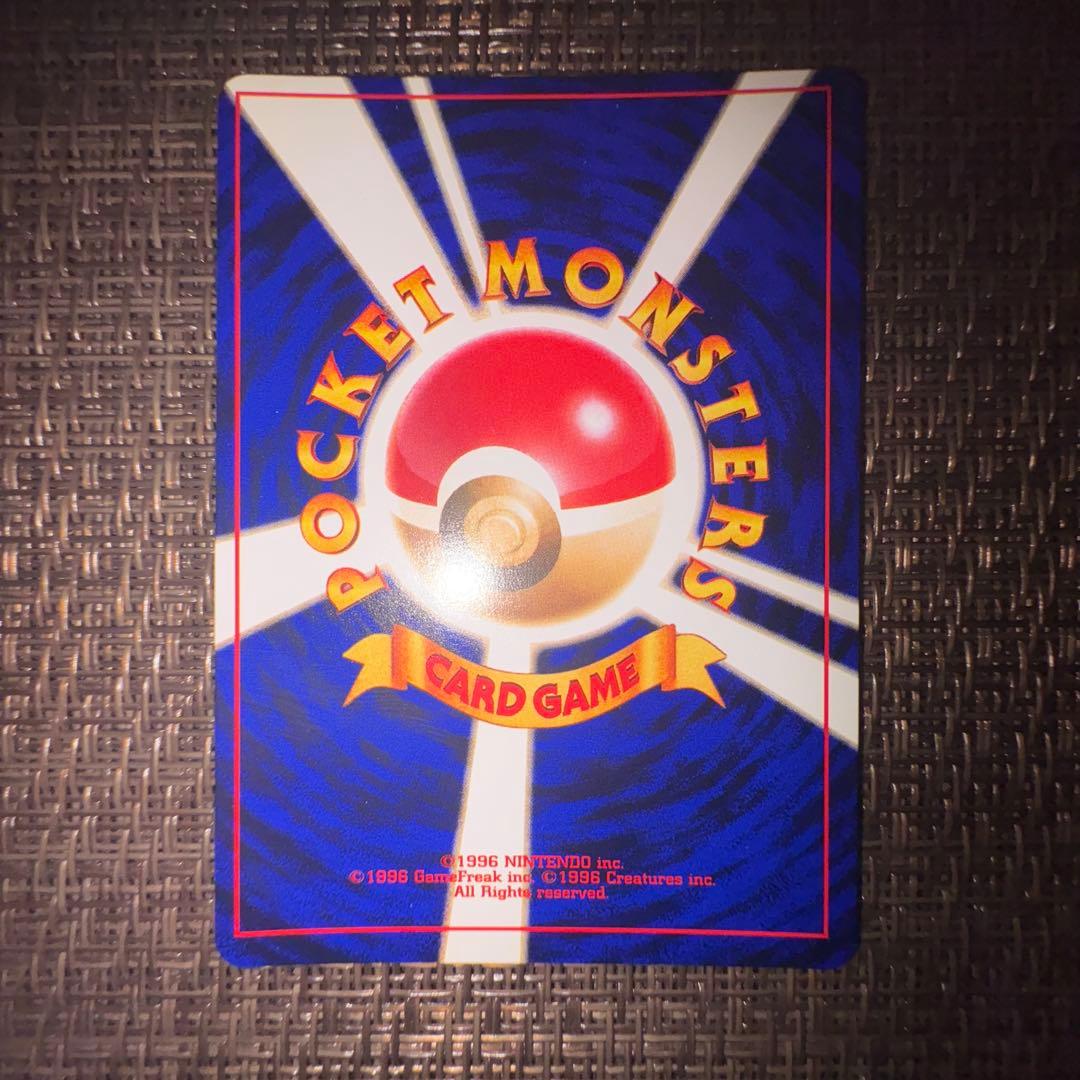 POCKET MONSTERS
CARD GAME
©1996 NINTENDO inc.
©1996 GameFreak inc. ©1996 Creatures inc.
All Rights reserved.